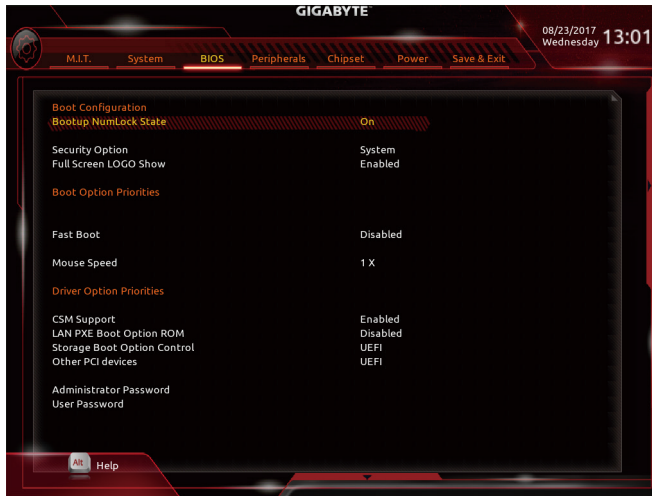 GIGABYTE™
08/23/2017
Wednesday 13:01
M.I.T. System BIOS Peripherals Chipset Power Save & Exit
Boot Configuration
Bootup NumLock State On
Security Option System
Full Screen LOGO Show Enabled
Boot Option Priorities
Fast Boot Disabled
Mouse Speed 1 X
Driver Option Priorities
CSM Support Enabled
LAN PXE Boot Option ROM Disabled
Storage Boot Option Control UEFI
Other PCI devices UEFI
Administrator Password
User Password
Alt Help